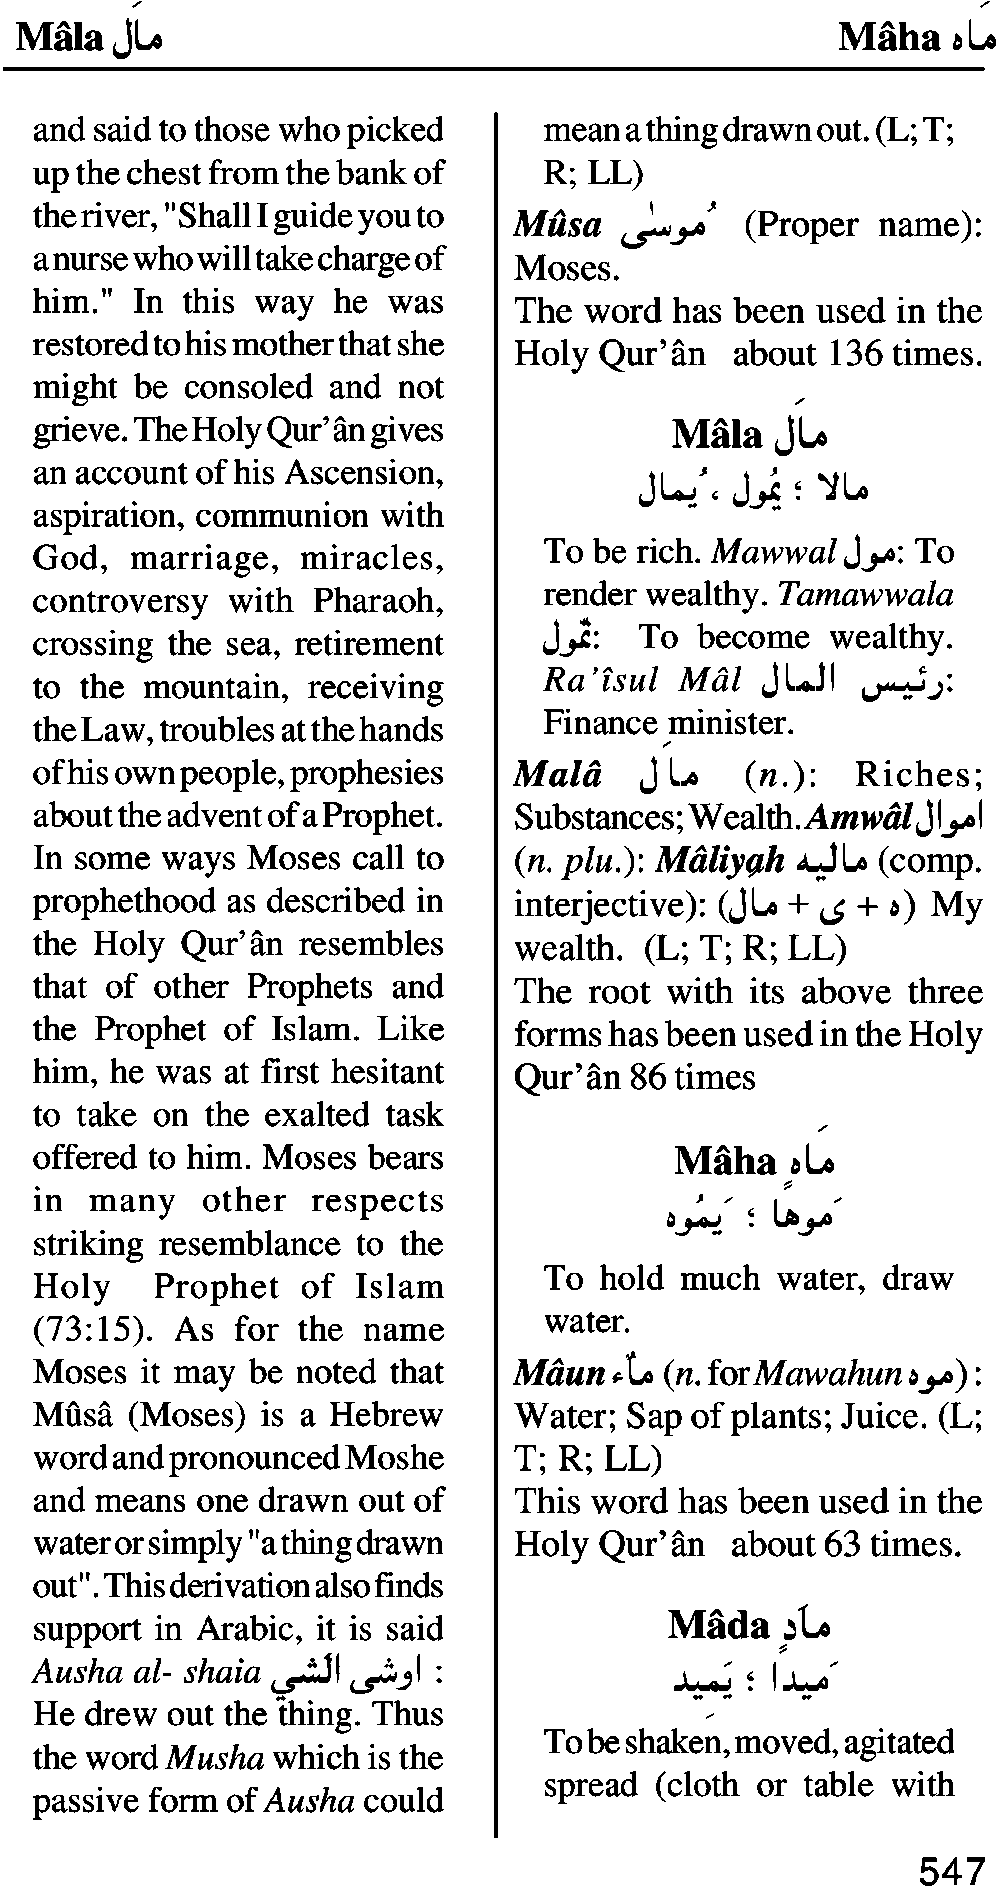 Mâla مَال
Mâha مَاه
and said to those who picked
up the chest from the bank of
the river, "Shall I guide you to
a nurse who will take charge of
him." In this way he was
restored to his mother that she
might be consoled and not
grieve. The Holy Qur’ân gives
an account of his Ascension,
aspiration, communion with
God, marriage, miracles,
controversy with Pharaoh,
crossing the sea, retirement
to the mountain, receiving
the Law, troubles at the hands
of his own people, prophesies
about the advent of a Prophet.
In some ways Moses call to
prophethood as described in
the Holy Qur’ân resembles
that of other Prophets and
the Prophet of Islam. Like
him, he was at first hesitant
to take on the exalted task
offered to him. Moses bears
in many other respects
striking resemblance to the
Holy Prophet of Islam
(73:15). As for the name
Moses it may be noted that
Mûsâ (Moses) is a Hebrew
word and pronounced Moshe
and means one drawn out of
water or simply "a thing drawn
out". This derivation also finds
support in Arabic, it is said
Ausha al- shaia اوشى الشيِ :
He drew out the thing. Thus
the word Musha which is the
passive form of Ausha could
mean a thing drawn out. (L; T;
R; LL)
Mûsa مُوسىٰ (Proper name):
Moses.
The word has been used in the
Holy Qur’ân about 136 times.
Mâla مَال
مالا ؛ يمُول ، يُمال
To be rich. Mawwal مول: To
render wealthy. Tamawwala
تموّل: To become wealthy.
Ra’îsul Mâl رئيس المال:
Finance minister.
Malâ مَال (n.): Riches;
Substances; Wealth. Amwâl اموال
(n. plu.): Mâliyah ماليه (comp.
interjective): (مال + ى + ه) My
wealth. (L; T; R; LL)
The root with its above three
forms has been used in the Holy
Qur’ân 86 times
Mâha مَاهٍ
مَوهاً ؛ يَمُوه
To hold much water, draw
water.
Mâun مآء (n. for Mawahun موه) :
Water; Sap of plants; Juice. (L;
T; R; LL)
This word has been used in the
Holy Qur’ân about 63 times.
Mâda مَادٍ
مَيدا ؛ يَمِيد
To be shaken, moved, agitated
spread (cloth or table with
547